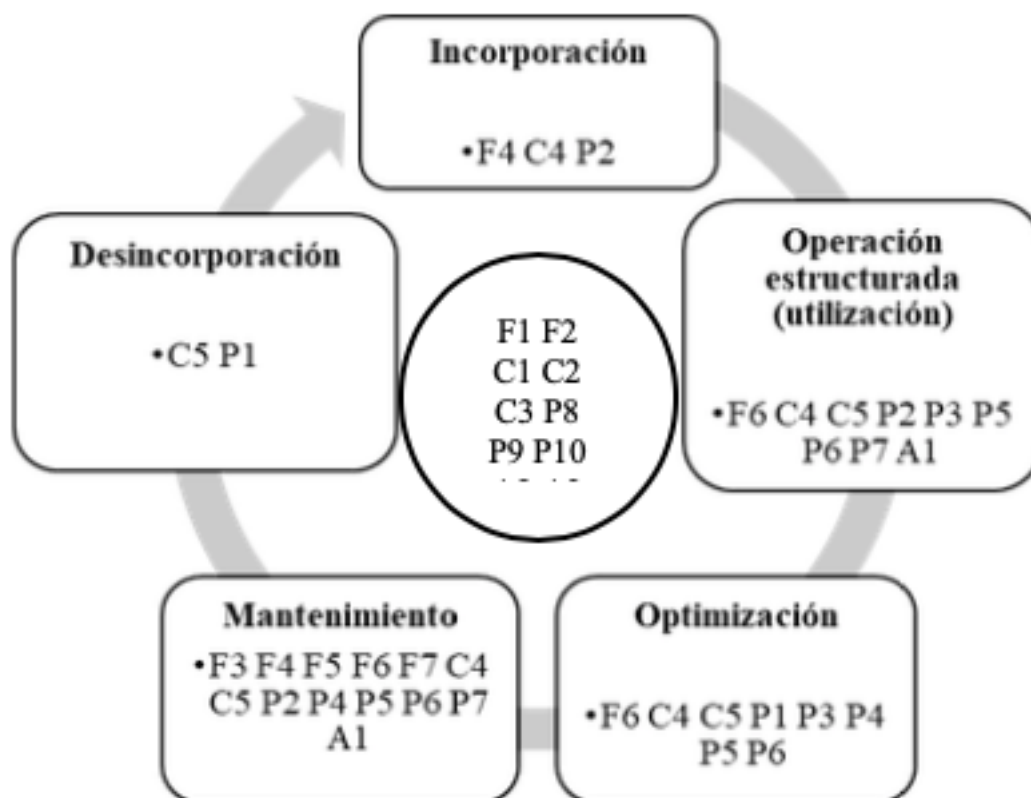 Incorporación
•F4 C4 P2
Operación
estructurada
(utilización)
•F6 C4 C5 P2 P3 P5
P6 P7 A1
Optimización
•F6 C4 C5 P1 P3 P4
P5 P6
Mantenimiento
•F3 F4 F5 F6 F7 C4
C5 P2 P4 P5 P6 P7
A1
Desincorporación
•C5 P1
F1 F2
C1 C2
C3 P8
P9 P10